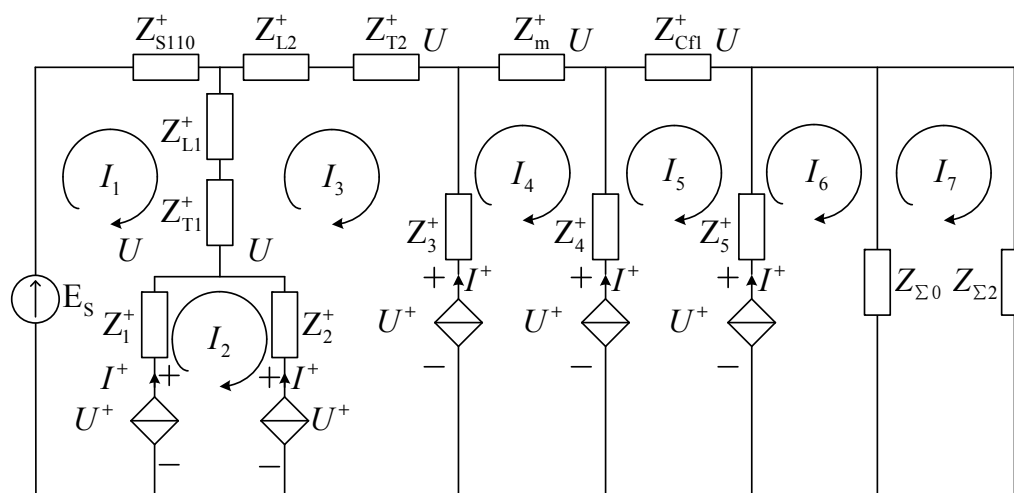 Z⁺S110 Z⁺L2 Z⁺T2 U Z⁺m U Z⁺Cf1 U
Z⁺L1
I1 I3 I4 I5 I6 I7
Z⁺T1
Z⁺3 Z⁺4 Z⁺5
U U
+ I⁺ + I⁺ + I⁺
ES ZΣ0 ZΣ2
Z⁺1 I2 Z⁺2 U⁺ U⁺ U⁺
− − −
I⁺ + + I⁺
U⁺ U⁺
− −